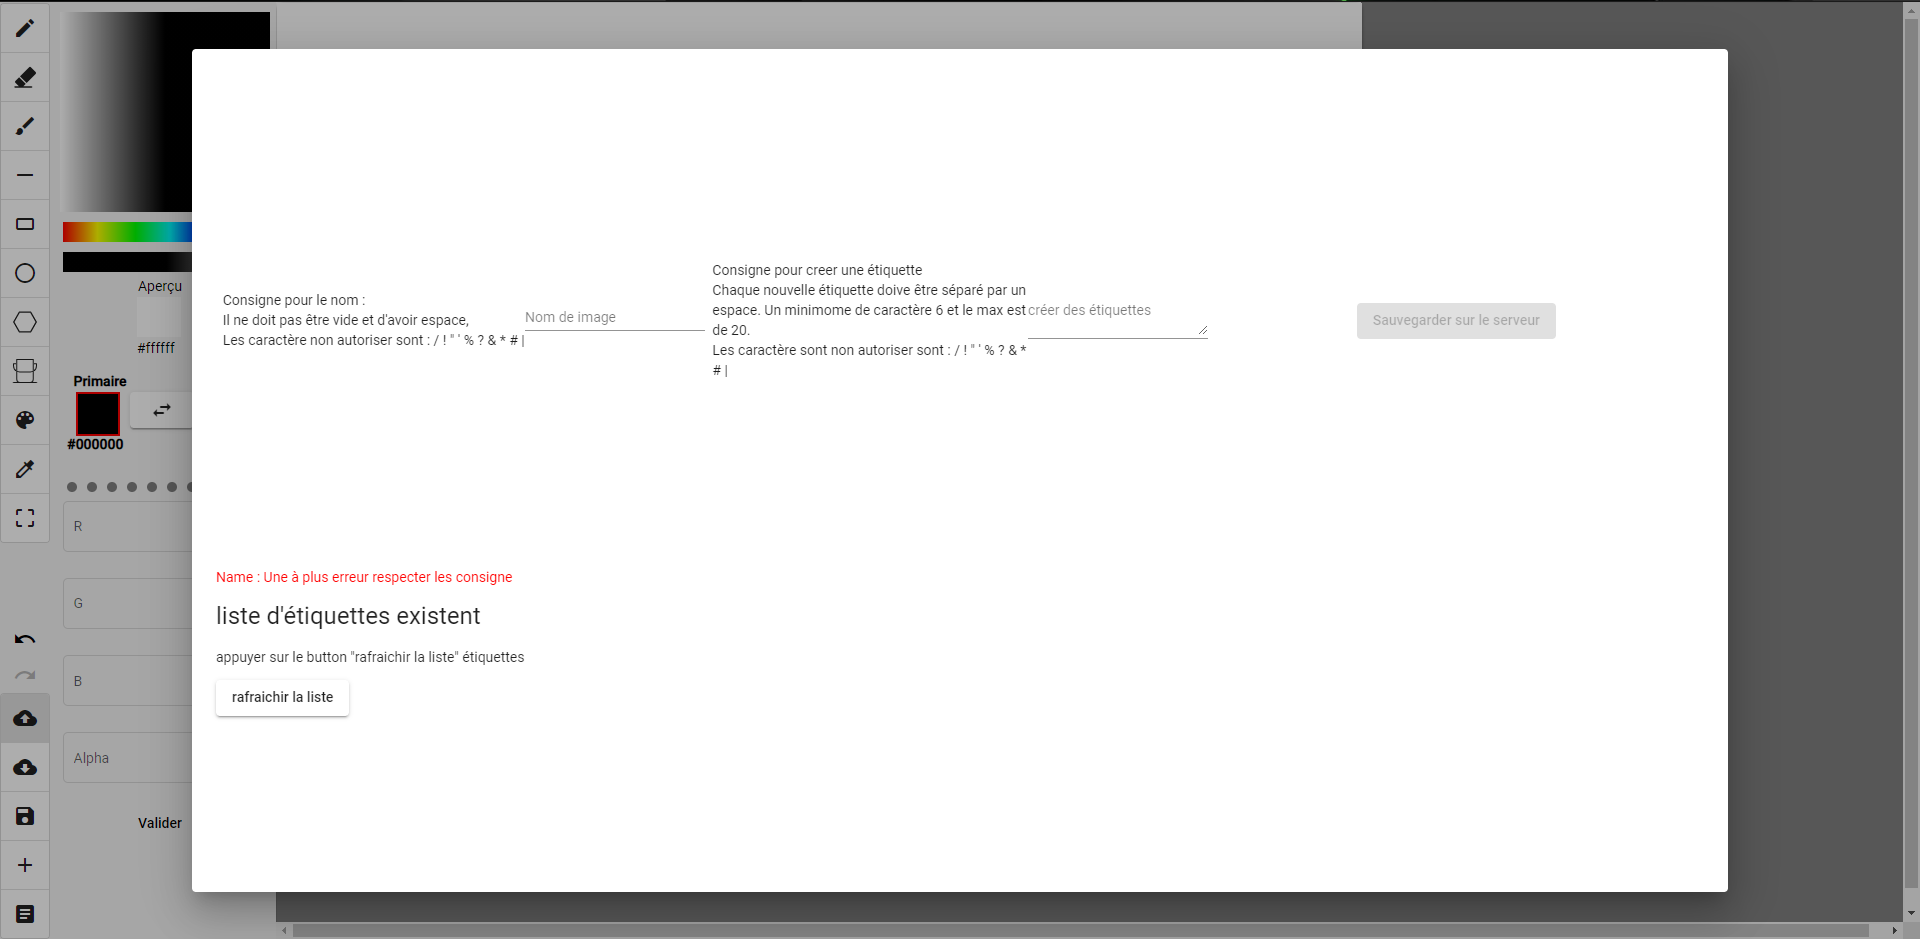 Aperçu
#ffffff
Primaire
#000000
R
G
B
Alpha
Valider
Consigne pour le nom :
Il ne doit pas être vide et d'avoir espace,
Les caractère non autoriser sont : / ! " ' % ? & * # |
Nom de image
Consigne pour creer une étiquette
Chaque nouvelle étiquette doive être séparé par un
espace. Un minimome de caractère 6 et le max est
de 20.
Les caractère sont non autoriser sont : / ! " ' % ? & *
# |
créer des étiquettes
Sauvegarder sur le serveur
Name : Une à plus erreur respecter les consigne
liste d'étiquettes existent
appuyer sur le button "rafraichir la liste" étiquettes
rafraichir la liste